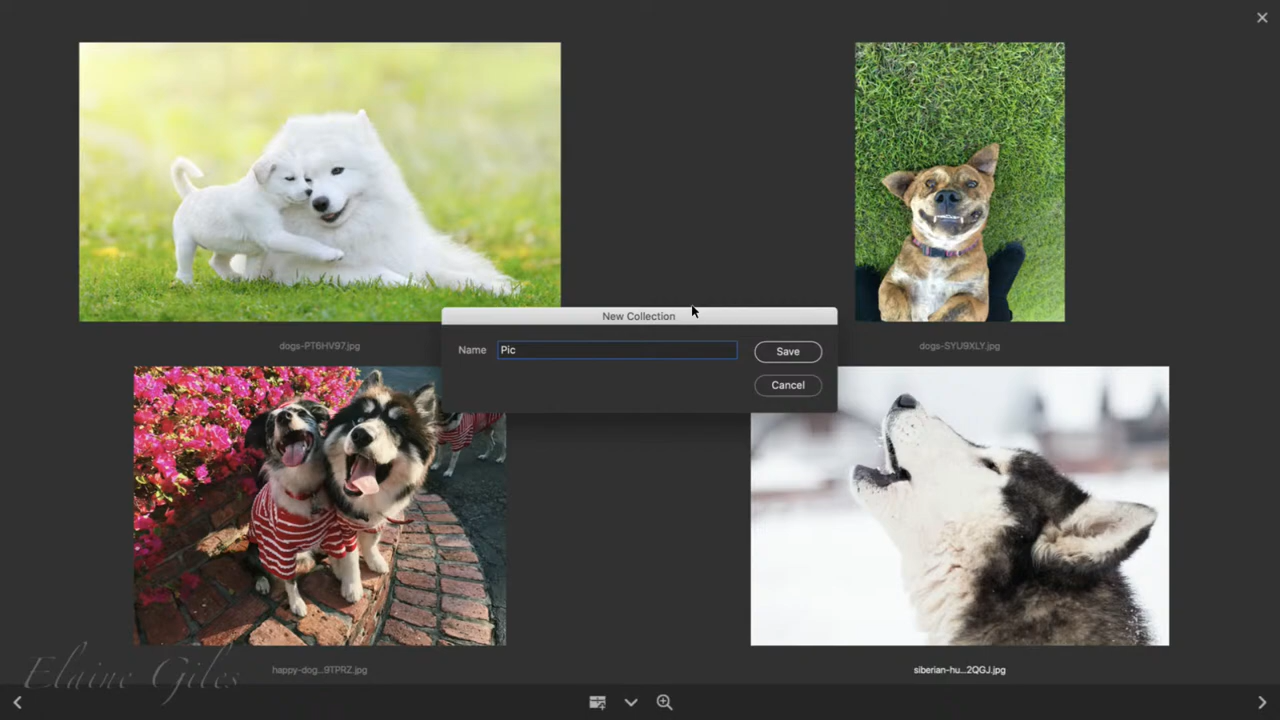 dogs-PT6HV97.jpg
dogs-SYU9XLY.jpg
New Collection
Name
Pic
Save
Cancel
happy-dog...9TPRZ.jpg
siberian-hu...2QGJ.jpg
Elaine Giles